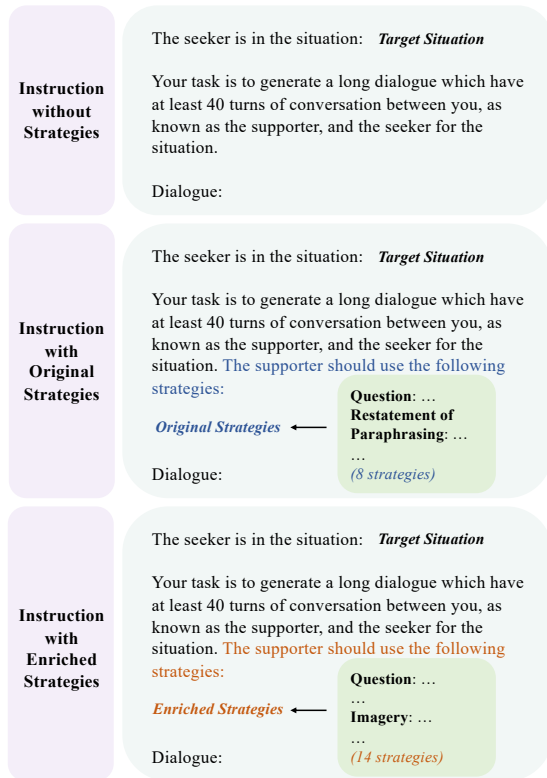 Instruction
without
Strategies
The seeker is in the situation: Target Situation
Your task is to generate a long dialogue which have
at least 40 turns of conversation between you, as
known as the supporter, and the seeker for the
situation.
Dialogue:
Instruction
with
Original
Strategies
The seeker is in the situation: Target Situation
Your task is to generate a long dialogue which have
at least 40 turns of conversation between you, as
known as the supporter, and the seeker for the
situation. The supporter should use the following
strategies:
Original Strategies
Question: …
Restatement of
Paraphrasing: …
…
(8 strategies)
Dialogue:
Instruction
with
Enriched
Strategies
The seeker is in the situation: Target Situation
Your task is to generate a long dialogue which have
at least 40 turns of conversation between you, as
known as the supporter, and the seeker for the
situation. The supporter should use the following
strategies:
Enriched Strategies
Question: …
…
Imagery: …
…
(14 strategies)
Dialogue: